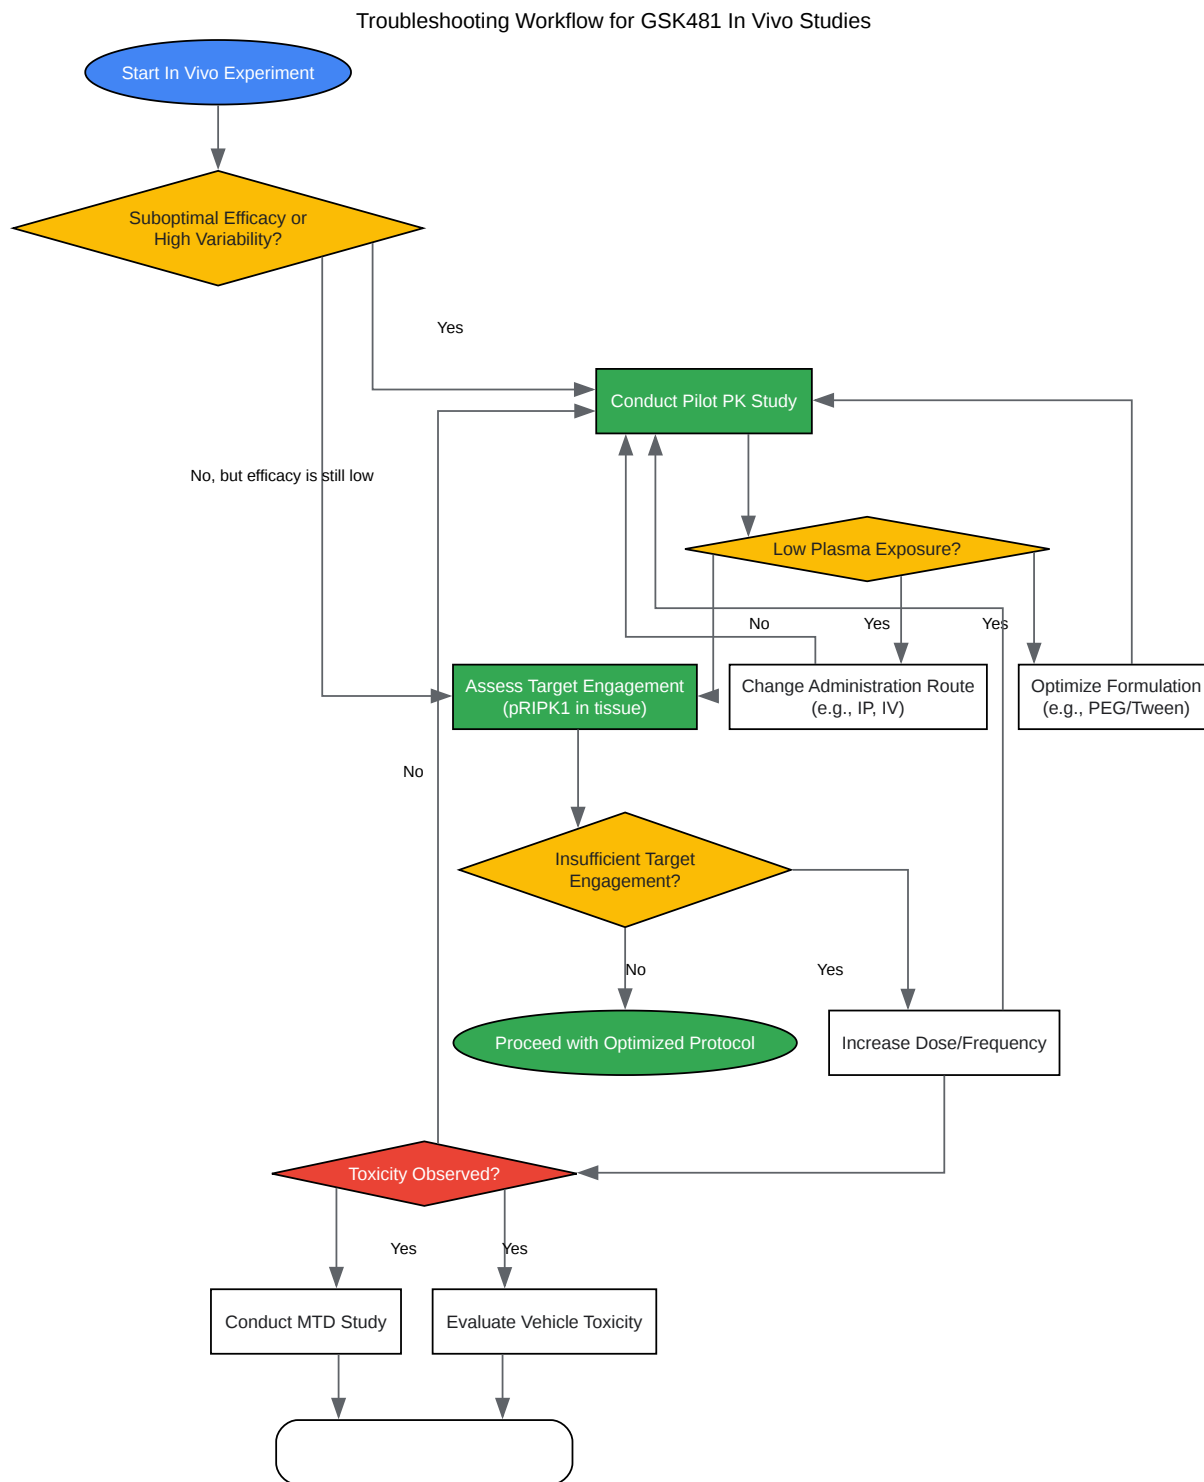 Troubleshooting Workflow for GSK481 In Vivo Studies
Start In Vivo Experiment
Suboptimal Efficacy or
High Variability?
Yes
Conduct Pilot PK Study
No, but efficacy is still low
Low Plasma Exposure?
No
Yes
Yes
Assess Target Engagement
(pRIPK1 in tissue)
Change Administration Route
(e.g., IP, IV)
Optimize Formulation
(e.g., PEG/Tween)
No
Insufficient Target
Engagement?
No
Yes
Proceed with Optimized Protocol
Increase Dose/Frequency
Toxicity Observed?
Yes
Yes
Conduct MTD Study
Evaluate Vehicle Toxicity